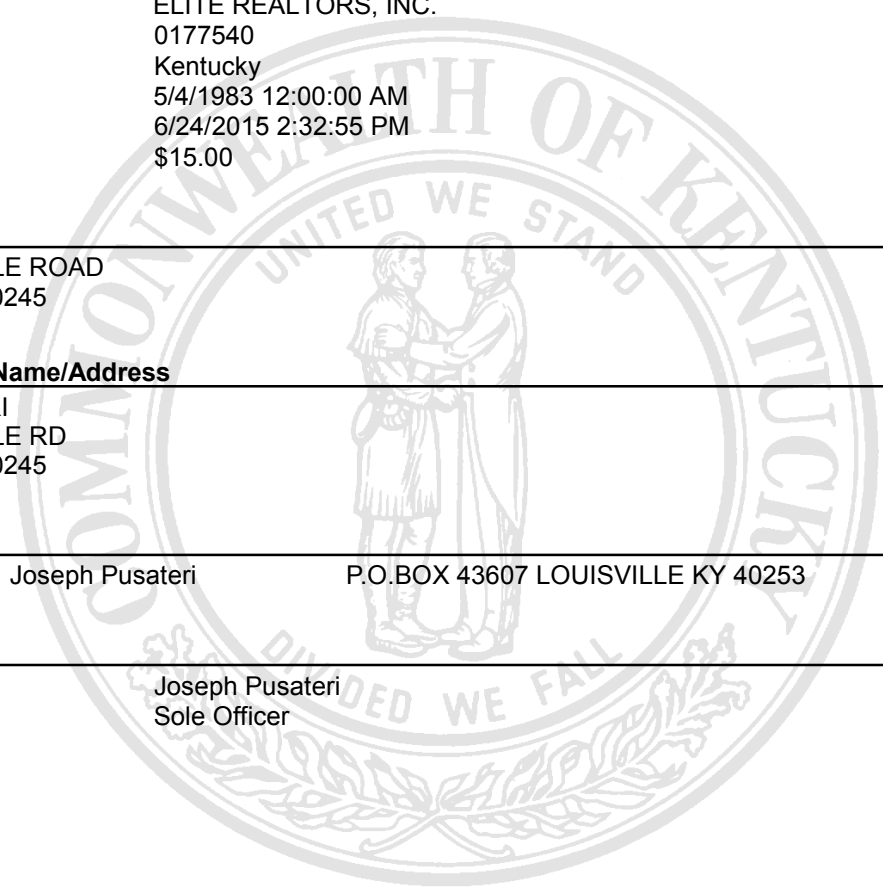 ELITE REALTORS, INC.
0177540
Kentucky
5/4/1983 12:00:00 AM
6/24/2015 2:32:55 PM
$15.00
COMMONWEALTH OF KENTUCKY
UNITED WE STAND
LE ROAD
0245
Name/Address
LE RD
0245
Joseph Pusateri P.O.BOX 43607 LOUISVILLE KY 40253
DIVIDED WE FALL
Joseph Pusateri
Sole Officer